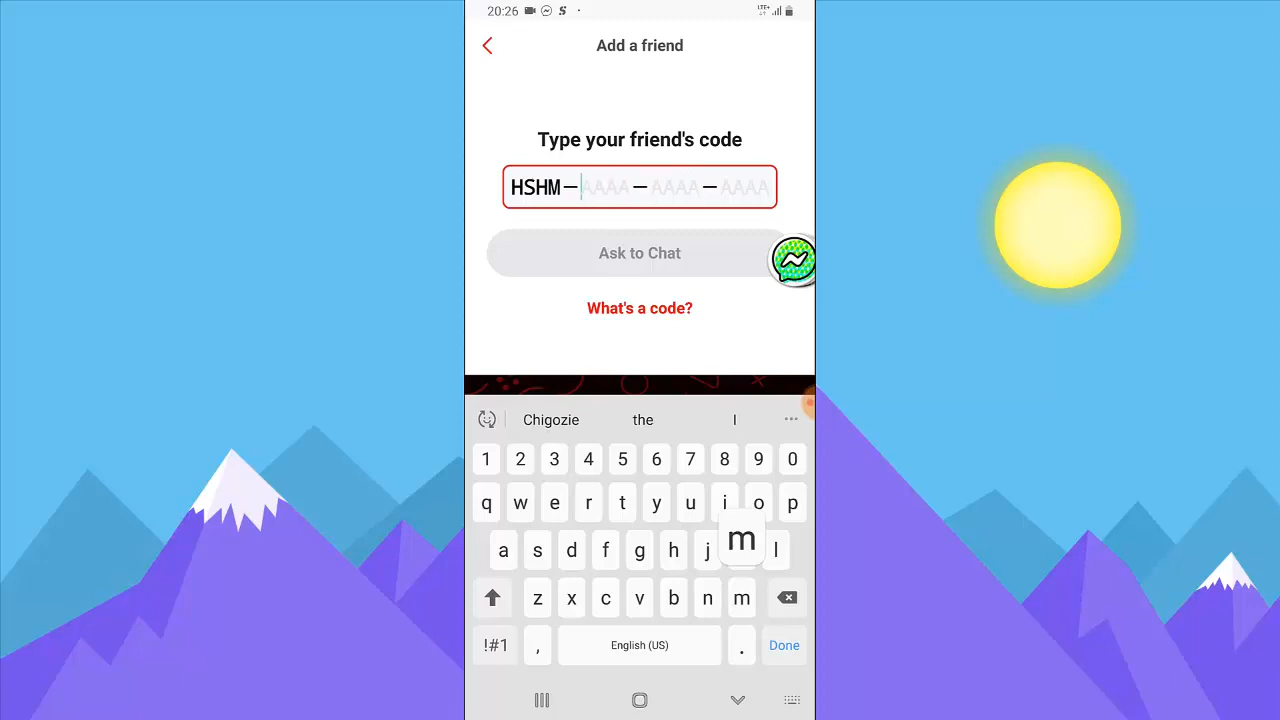 20:26 S LTE+
Add a friend
Type your friend's code
HSHM–AAAA–AAAA–AAAA
Ask to Chat
What's a code?
Chigozie the I ...
1 2 3 4 5 6 7 8 9 0
q w e r t y u i o p
a s d f g h j m l
z x c v b n m
!#1 , English (US) . Done